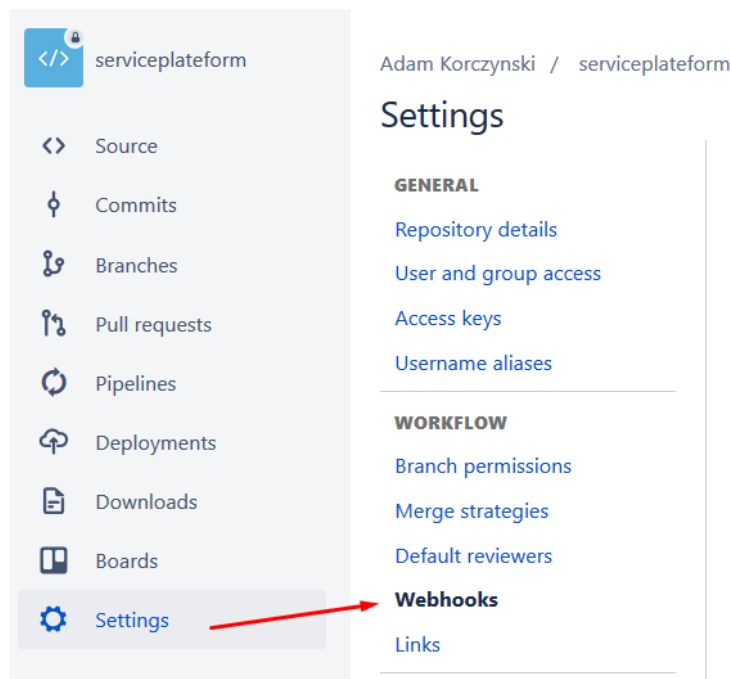 serviceplateform
Source
Commits
Branches
Pull requests
Pipelines
Deployments
Downloads
Boards
Settings
Adam Korczynski / serviceplateform
Settings
GENERAL
Repository details
User and group access
Access keys
Username aliases
WORKFLOW
Branch permissions
Merge strategies
Default reviewers
Webhooks
Links